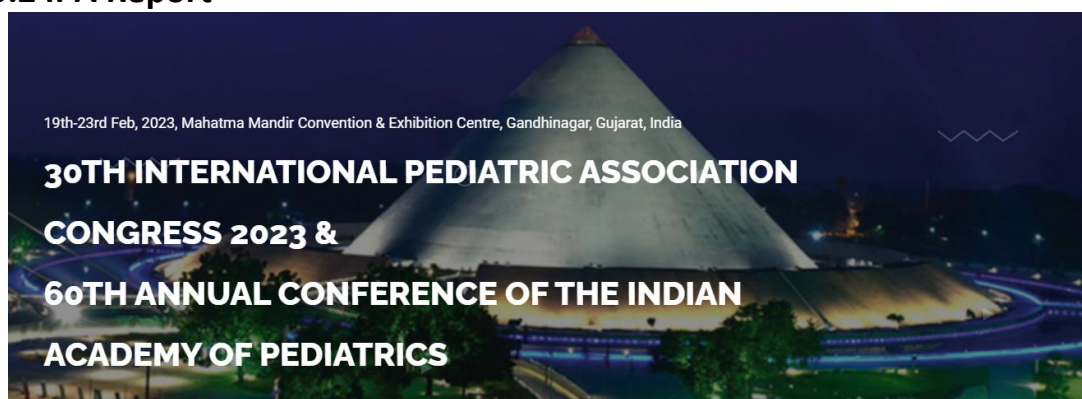 19th-23rd Feb, 2023, Mahatma Mandir Convention & Exhibition Centre, Gandhinagar, Gujarat, India
30TH INTERNATIONAL PEDIATRIC ASSOCIATION
CONGRESS 2023 &
60TH ANNUAL CONFERENCE OF THE INDIAN
ACADEMY OF PEDIATRICS